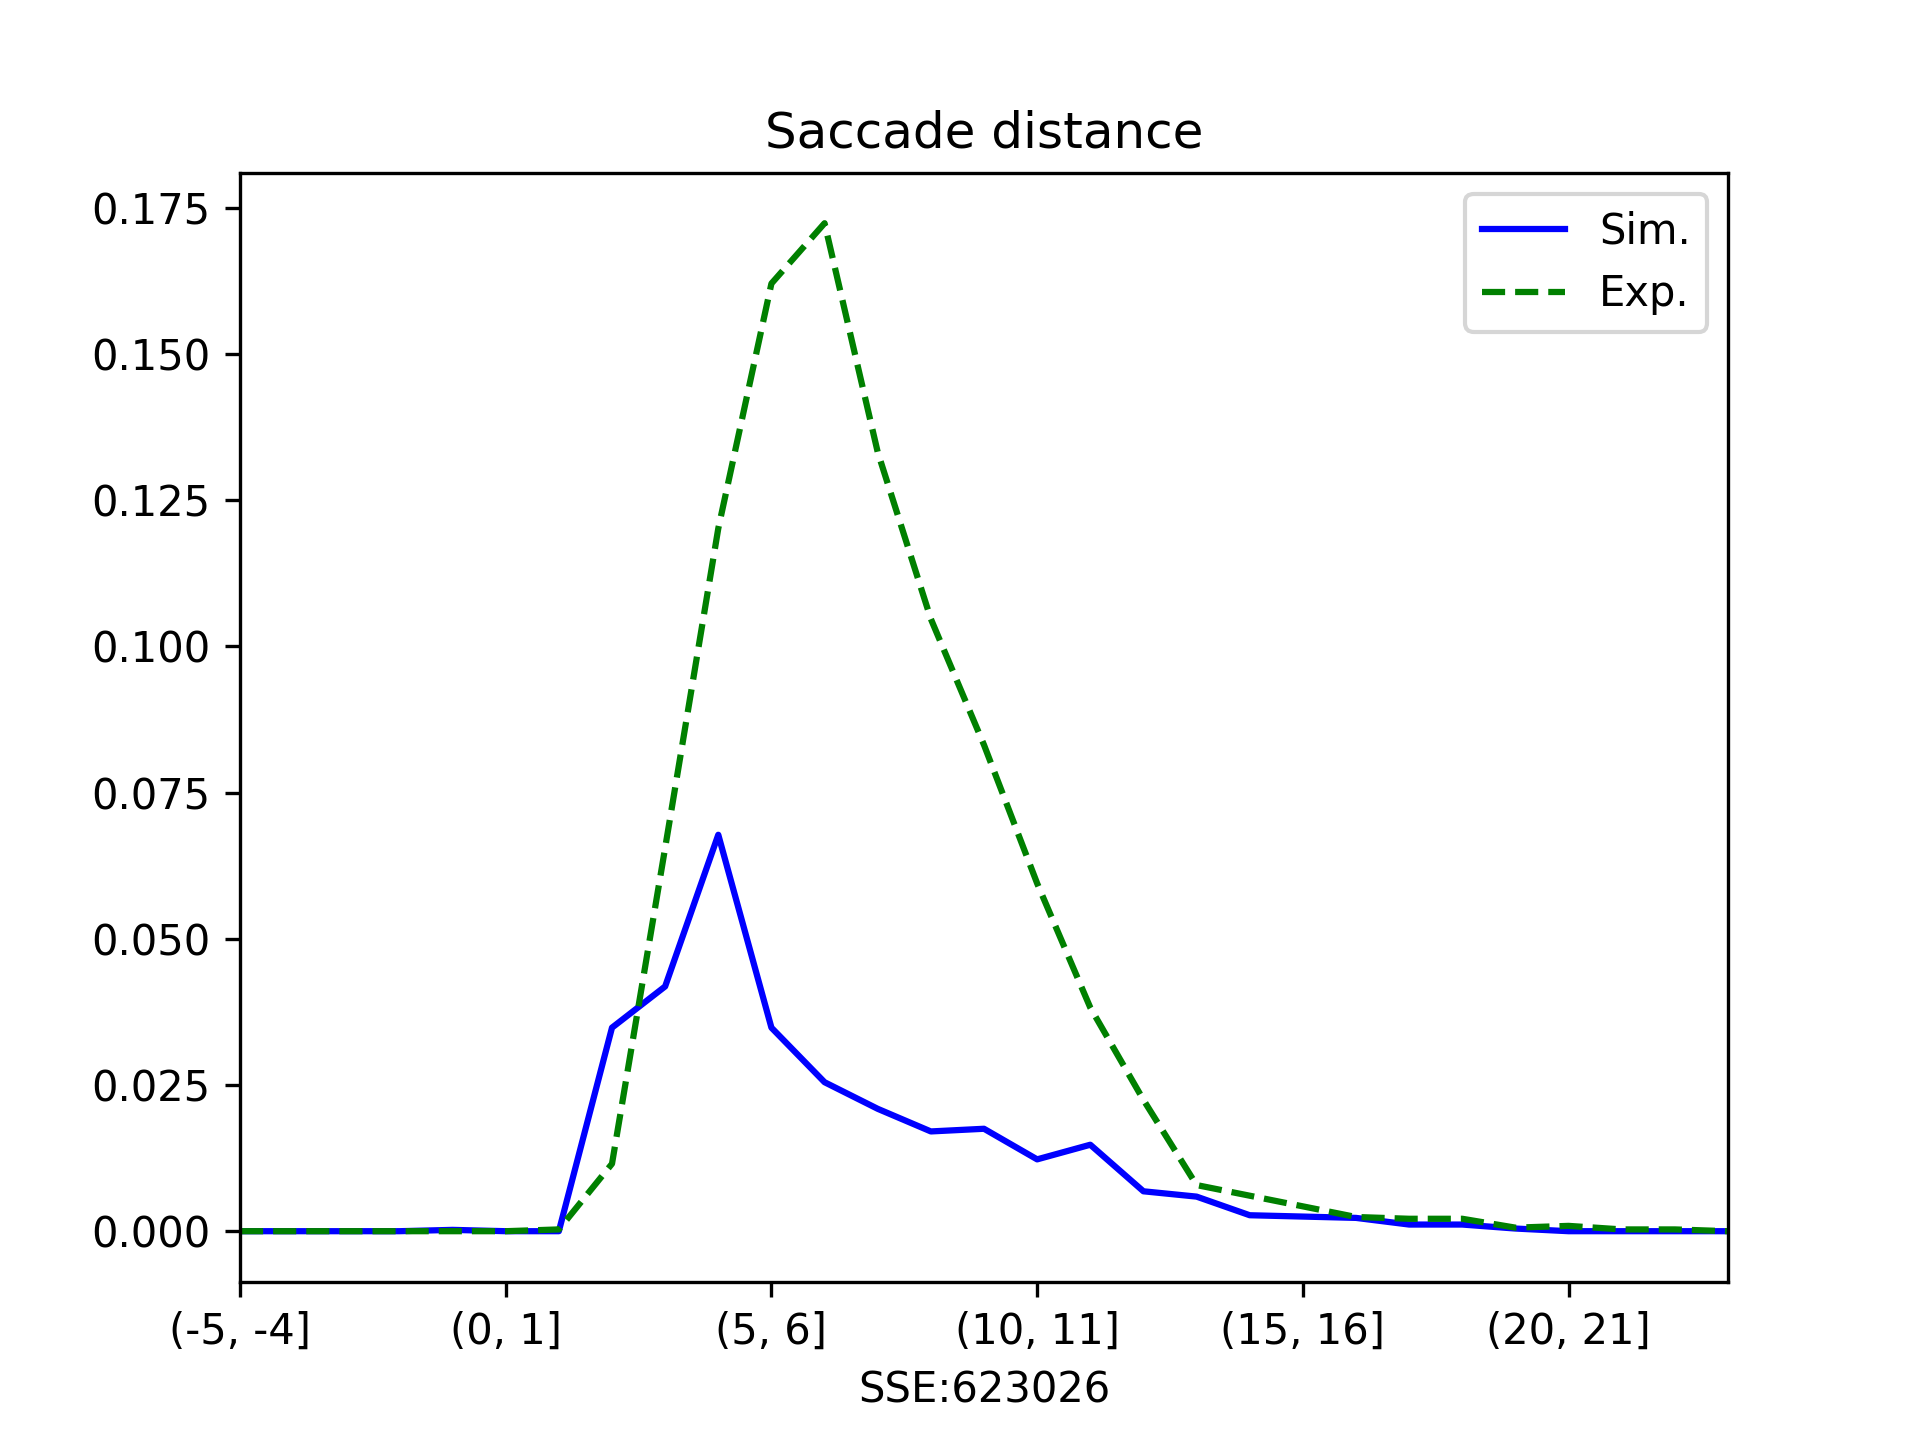 Saccade distance
0.175
0.150
0.125
0.100
0.075
0.050
0.025
0.000
Sim.
Exp.
(-5, -4] (0, 1] (5, 6] (10, 11] (15, 16] (20, 21]
SSE:623026